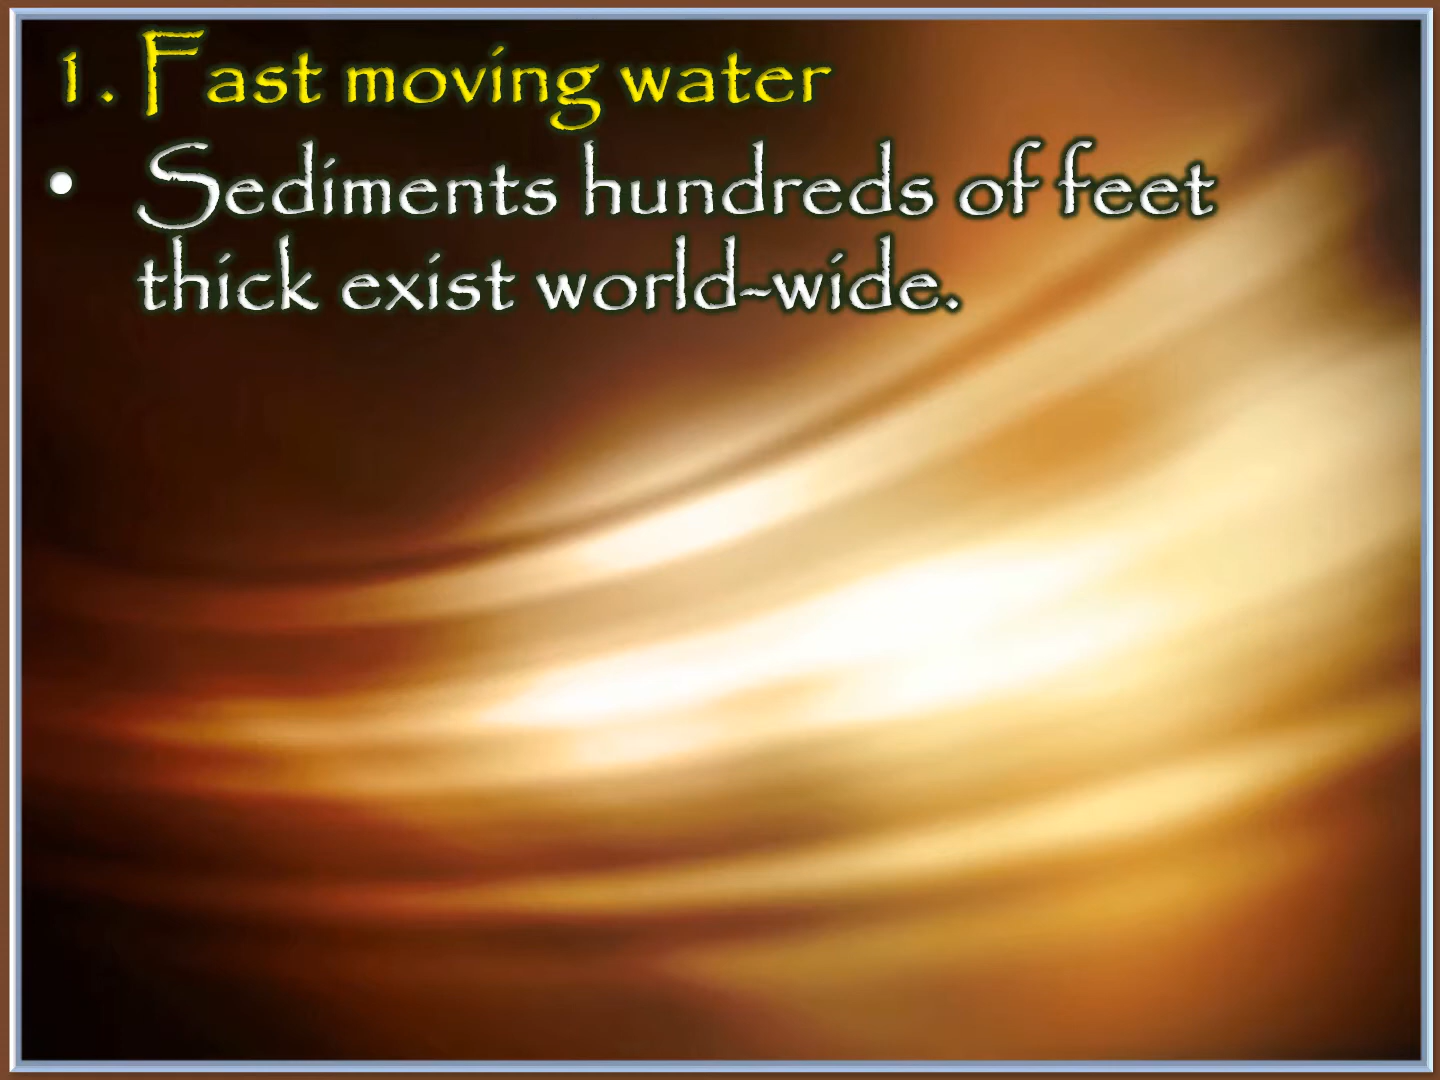 1. Fast moving water
• Sediments hundreds of feet
thick exist world-wide.